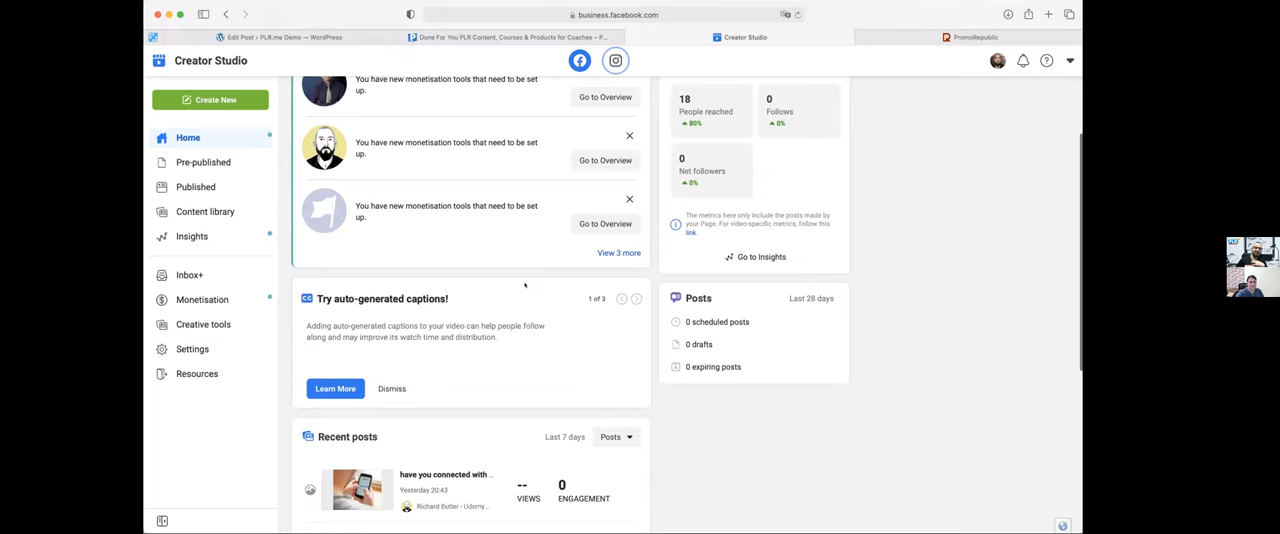 business.facebook.com
Edit Post ‹ PLR.me Demo — WordPress
Done For You PLR Content, Courses & Products for Coaches – P...
Creator Studio
PromoRepublic
Creator Studio
Create New
Home
Pre-published
Published
Content library
Insights
Inbox+
Monetisation
Creative tools
Settings
Resources
You have new monetisation tools that need to be set
up.
Go to Overview
You have new monetisation tools that need to be set
up.
Go to Overview
You have new monetisation tools that need to be set
up.
Go to Overview
View 3 more
CC Try auto-generated captions!
1 of 3
Adding auto-generated captions to your video can help people follow
along and may improve its watch time and distribution.
Learn More
Dismiss
Recent posts
Last 7 days
Posts
have you connected with ...
Yesterday 20:43
Richard Butler - Udemy...
--
VIEWS
0
ENGAGEMENT
18
People reached
80%
0
Follows
0%
0
Net followers
0%
The metrics here only include the posts made by
your Page. For video-specific metrics, follow this
link.
Go to Insights
Posts
Last 28 days
0 scheduled posts
0 drafts
0 expiring posts